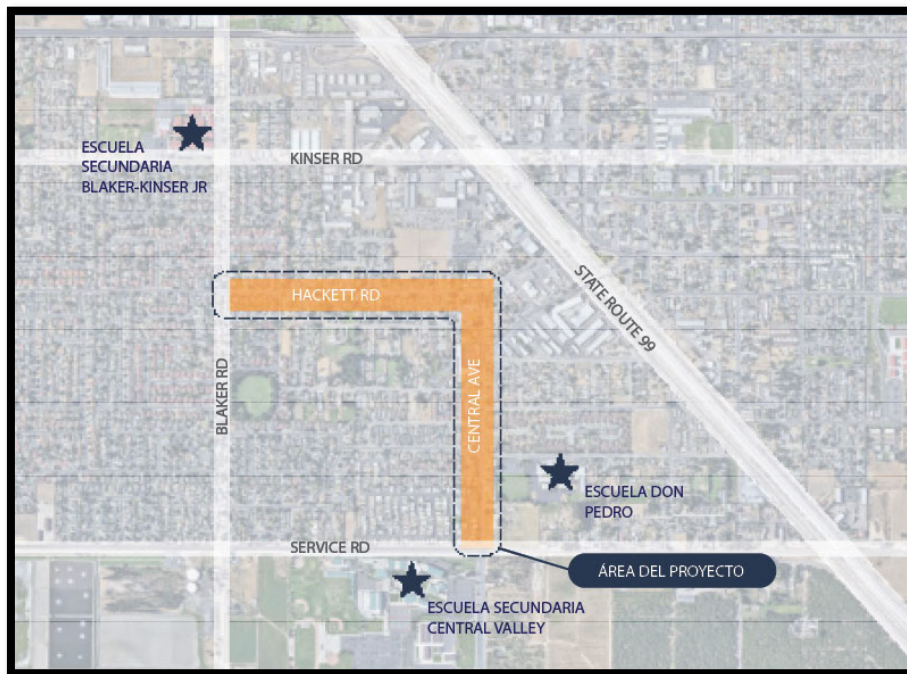 ESCUELA
SECUNDARIA
BLAKER-KINSER JR
KINSER RD
HACKETT RD
STATE ROUTE 99
BLAKER RD
CENTRAL AVE
ESCUELA DON
PEDRO
SERVICE RD
ÁREA DEL PROYECTO
ESCUELA SECUNDARIA
CENTRAL VALLEY